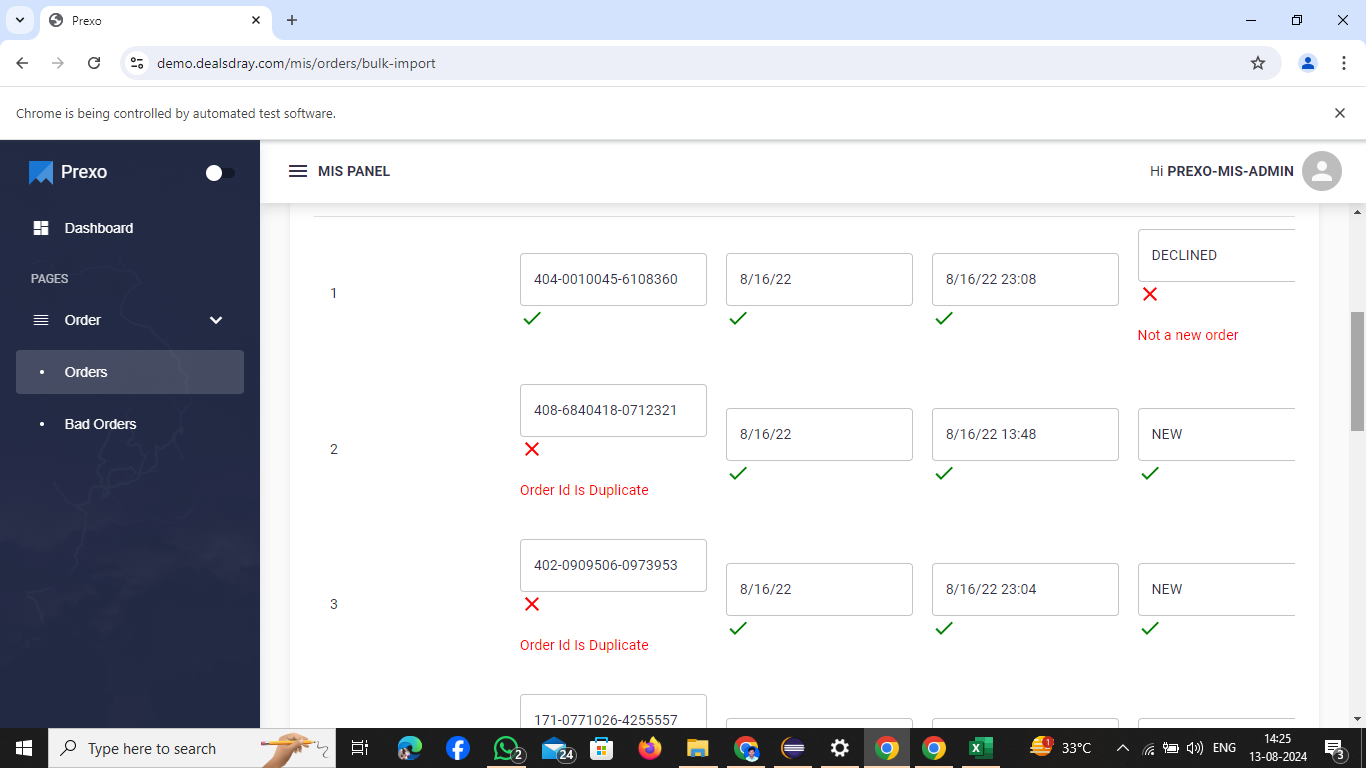 Prexo
demo.dealsdray.com/mis/orders/bulk-import
Chrome is being controlled by automated test software.
Prexo
MIS PANEL
Hi PREXO-MIS-ADMIN
Dashboard
PAGES
Order
Orders
Bad Orders
1
404-0010045-6108360
8/16/22
8/16/22 23:08
DECLINED
Not a new order
2
408-6840418-0712321
8/16/22
8/16/22 13:48
NEW
Order Id Is Duplicate
3
402-0909506-0973953
8/16/22
8/16/22 23:04
NEW
Order Id Is Duplicate
171-0771026-4255557
Type here to search
2
24
1
33°C
ENG
14:25
13-08-2024
3